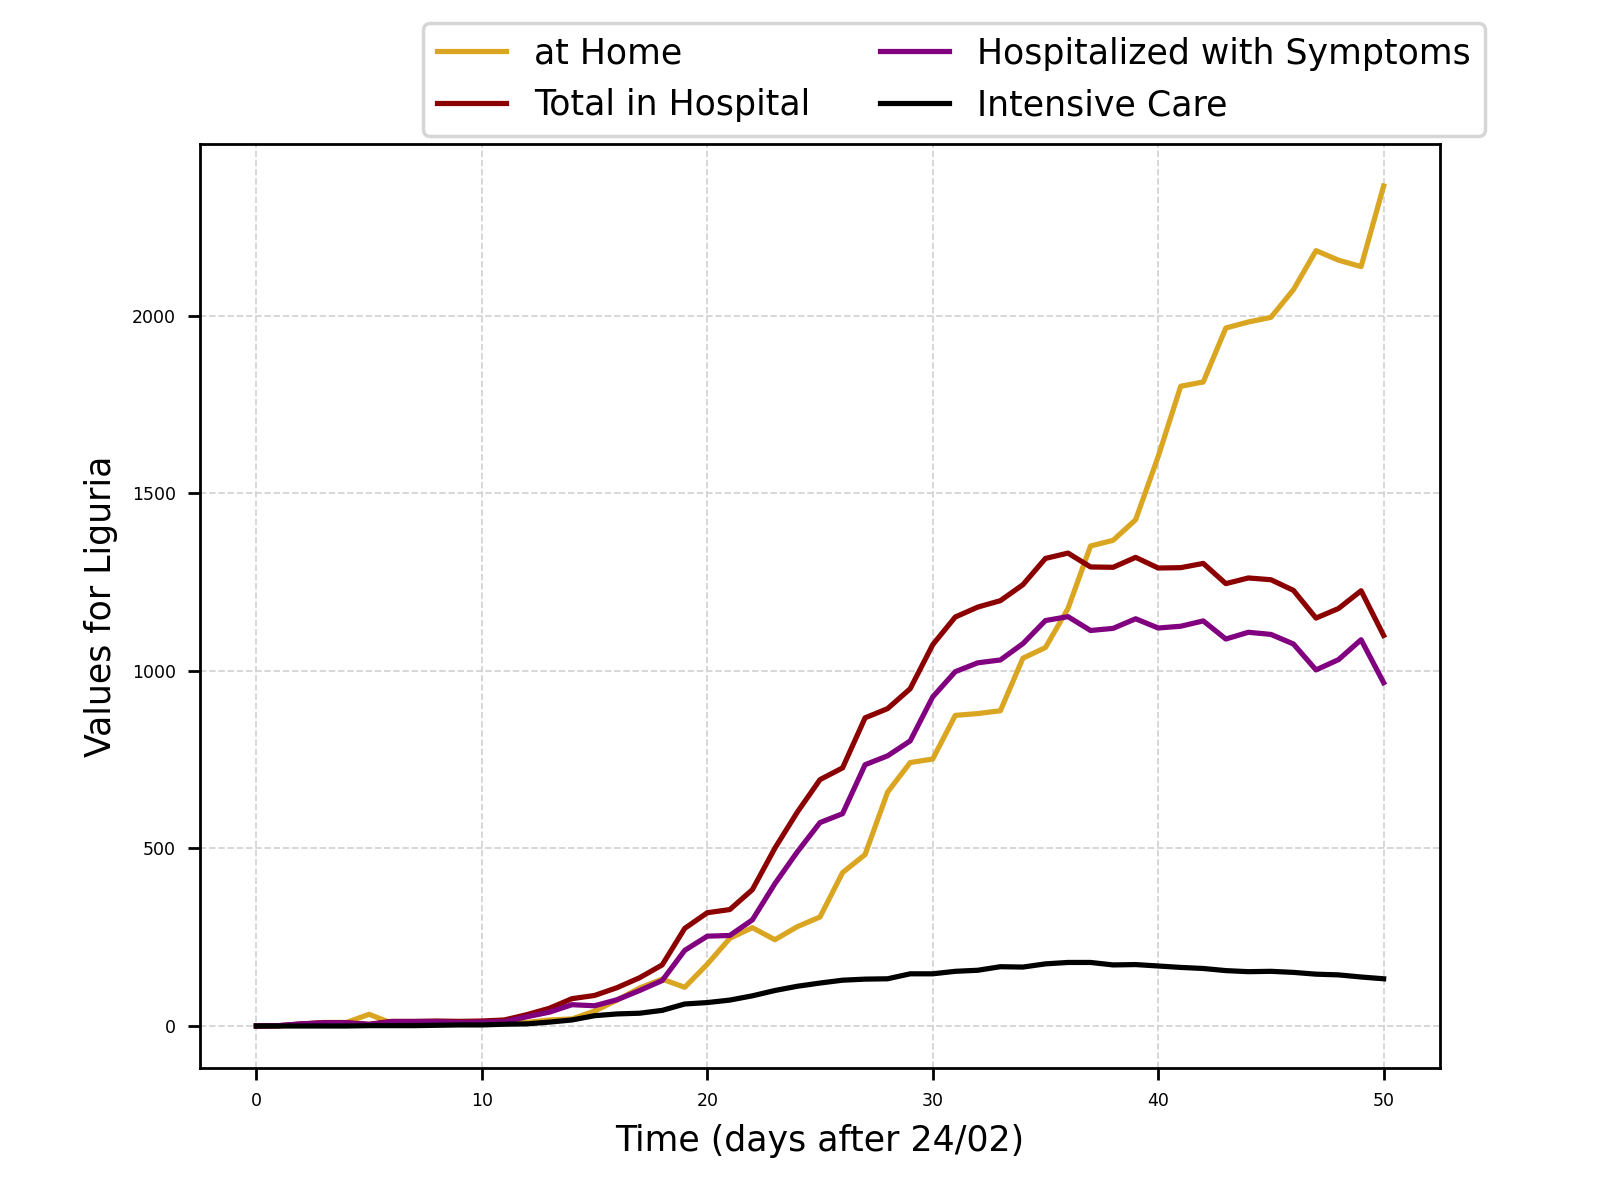 at Home
Hospitalized with Symptoms
Total in Hospital
Intensive Care
Values for Liguria
2000
1500
1000
500
0
0 10 20 30 40 50
Time (days after 24/02)